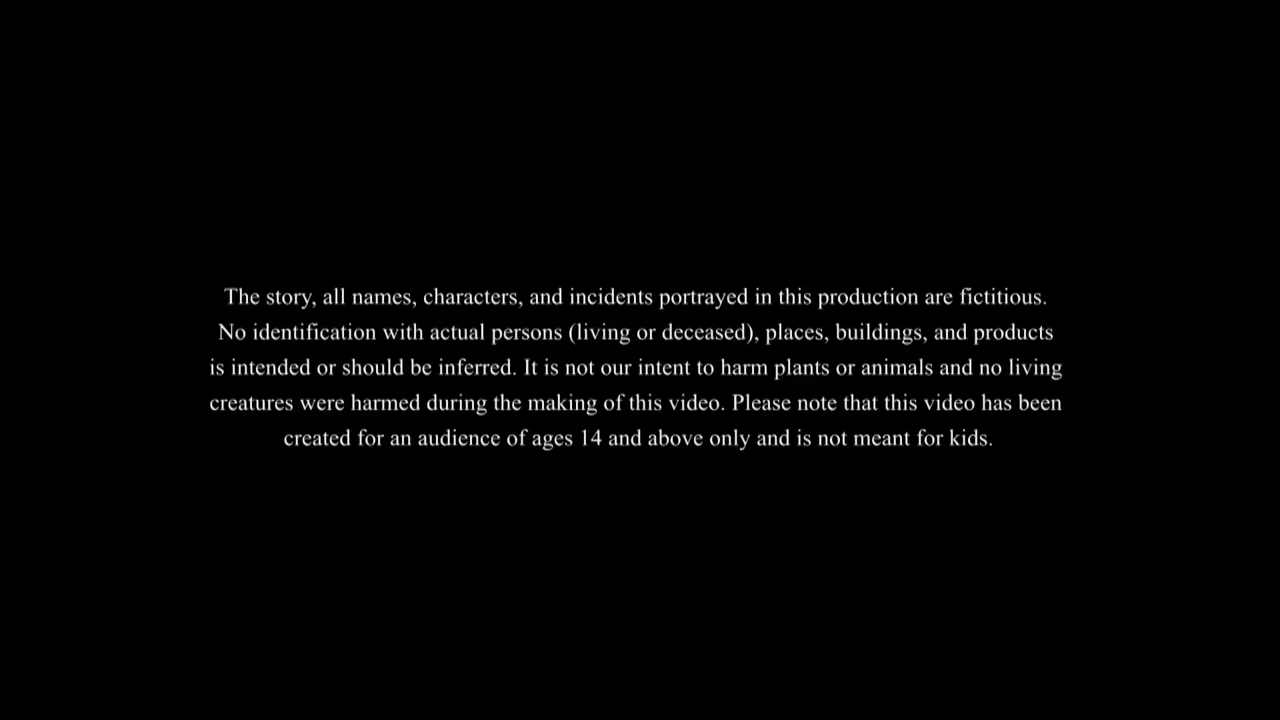 The story, all names, characters, and incidents portrayed in this production are fictitious.
No identification with actual persons (living or deceased), places, buildings, and products
is intended or should be inferred. It is not our intent to harm plants or animals and no living
creatures were harmed during the making of this video. Please note that this video has been
created for an audience of ages 14 and above only and is not meant for kids.